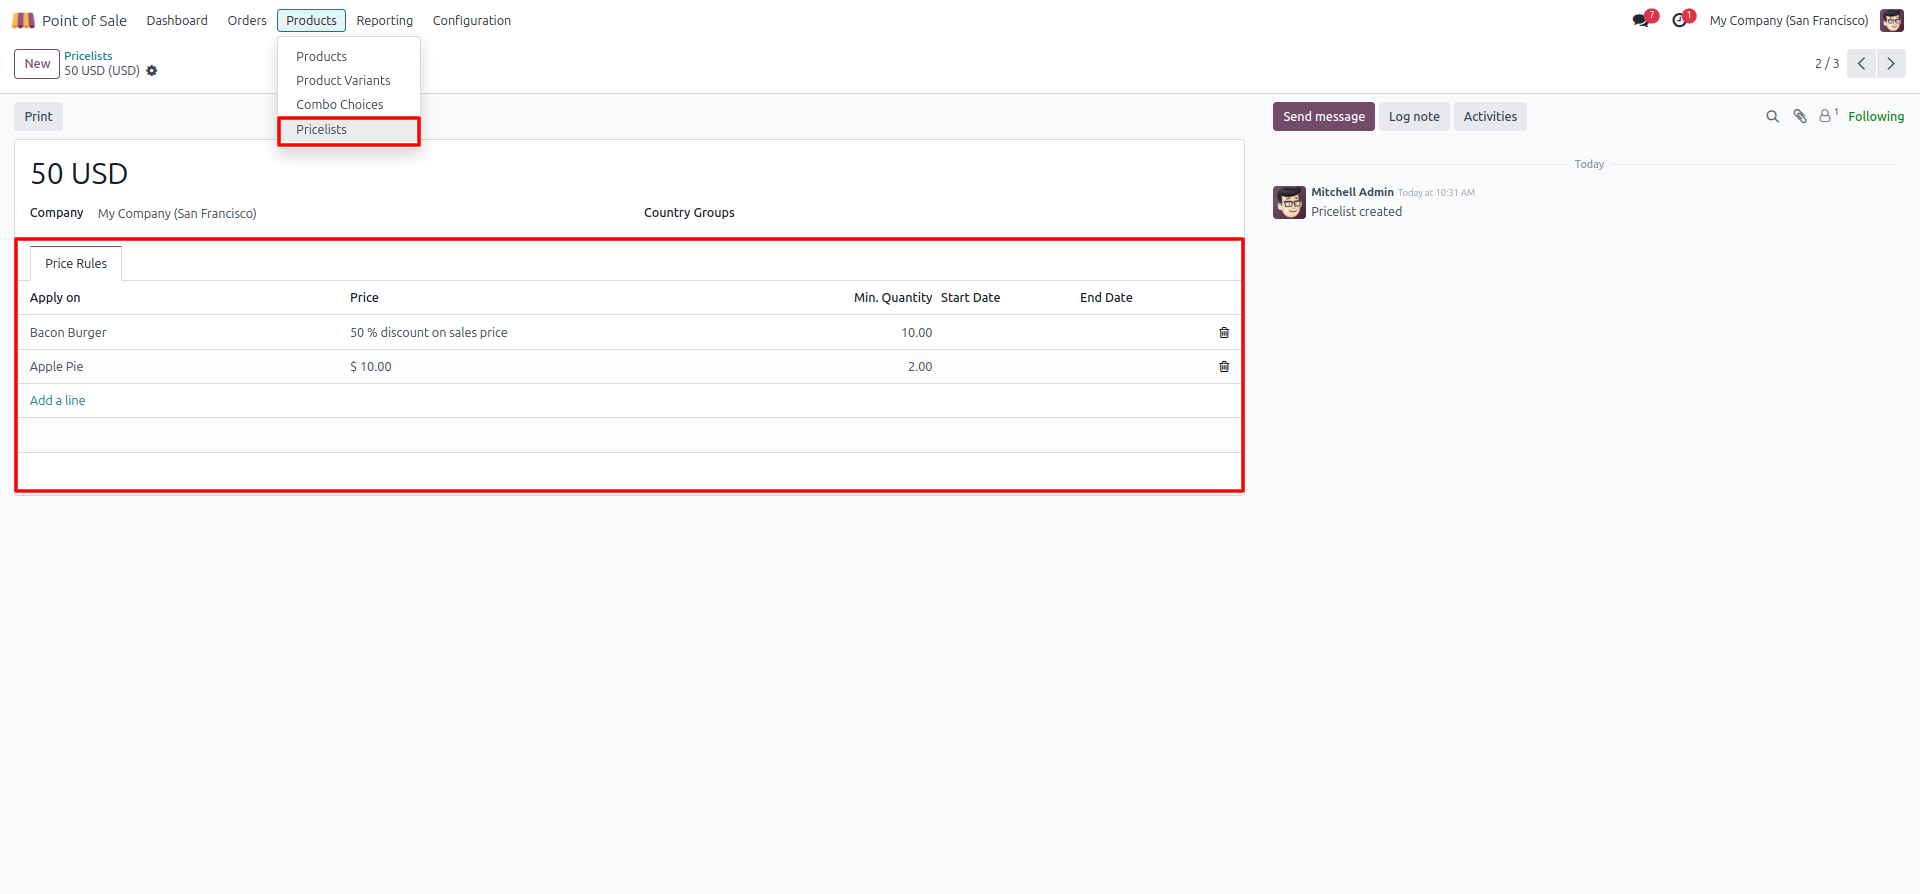 Point of Sale Dashboard Orders Products Reporting Configuration 7 1 My Company (San Francisco)
New Pricelists
50 USD (USD) 2 / 3
Products
Product Variants
Combo Choices
Pricelists
Print Send message Log note Activities 1 Following
50 USD
Company My Company (San Francisco) Country Groups
Today
Mitchell Admin Today at 10:31 AM
Pricelist created
Price Rules
Apply on Price Min. Quantity Start Date End Date
Bacon Burger 50 % discount on sales price 10.00
Apple Pie $ 10.00 2.00
Add a line